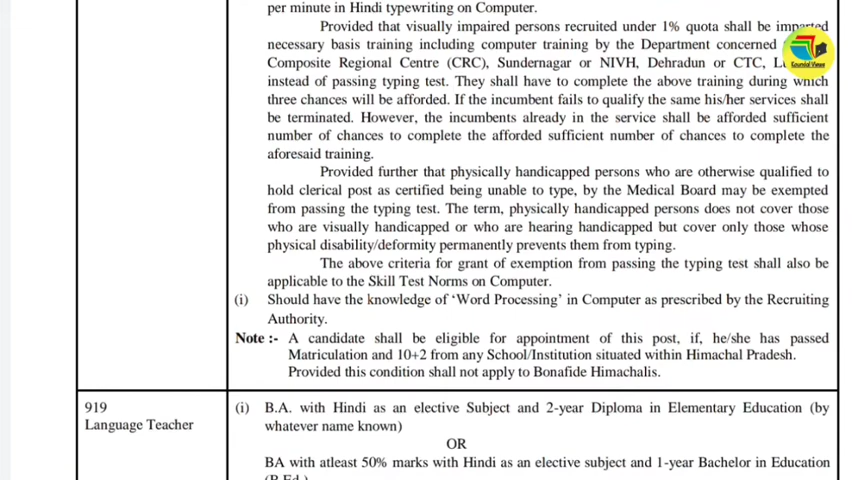 per minute in Hindi typewriting on Computer.
Provided that visually impaired persons recruited under 1% quota shall be imparted
necessary basis training including computer training by the Department concerned
Composite Regional Centre (CRC), Sundernagar or NIVH, Dehradun or CTC,
instead of passing typing test. They shall have to complete the above training during which
three chances will be afforded. If the incumbent fails to qualify the same his/her services shall
be terminated. However, the incumbents already in the service shall be afforded sufficient
number of chances to complete the afforded sufficient number of chances to complete the
aforesaid training.
Provided further that physically handicapped persons who are otherwise qualified to
hold clerical post as certified being unable to type, by the Medical Board may be exempted
from passing the typing test. The term, physically handicapped persons does not cover those
who are visually handicapped or who are hearing handicapped but cover only those whose
physical disability/deformity permanently prevents them from typing.
The above criteria for grant of exemption from passing the typing test shall also be
applicable to the Skill Test Norms on Computer.
(i) Should have the knowledge of ‘Word Processing’ in Computer as prescribed by the Recruiting
Authority.
Note :- A candidate shall be eligible for appointment of this post, if, he/she has passed
Matriculation and 10+2 from any School/Institution situated within Himachal Pradesh.
Provided this condition shall not apply to Bonafide Himachalis.
919
Language Teacher
(i) B.A. with Hindi as an elective Subject and 2-year Diploma in Elementary Education (by
whatever name known)
OR
BA with atleast 50% marks with Hindi as an elective subject and 1-year Bachelor in Education
(B.Ed.)